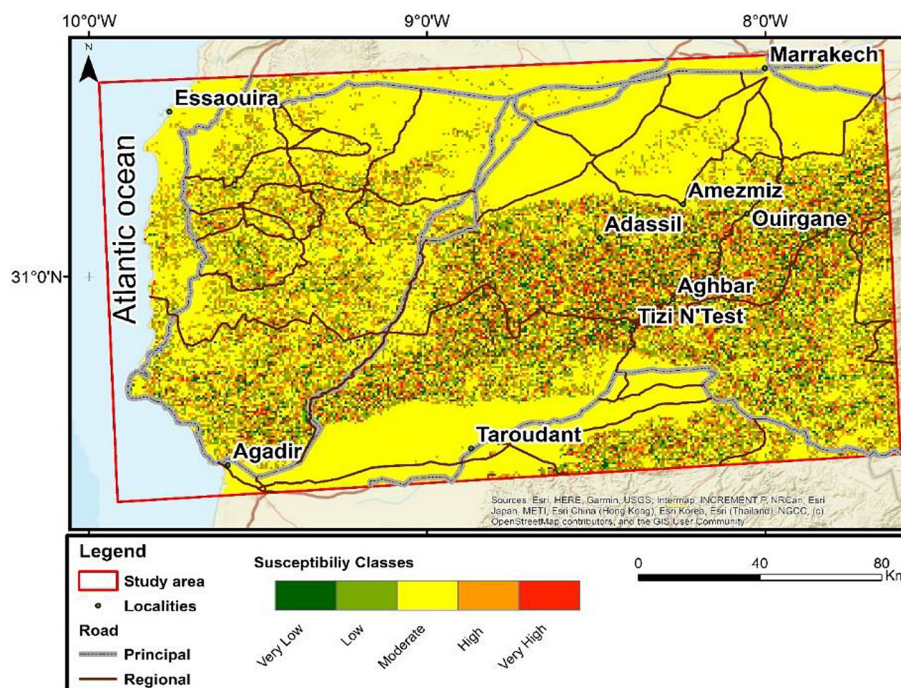 10°0'W 9°0'W 8°0'W
N
Marrakech
Essaouira
Atlantic ocean
Amezmiz
Ouirgane
Adassil
31°0'N
Aghbar
Tizi N'Test
Taroudant
Agadir
Sources: Esri, HERE, Garmin, USGS, Intermap, INCREMENT P, NRCan, Esri
Japan, METI, Esri China (Hong Kong), Esri Korea, Esri (Thailand), NGCC, (c)
OpenStreetMap contributors, and the GIS User Community
Legend
Study area
Localities
Road
Principal
Regional
Susceptibiliy Classes
Very Low
Low
Moderate
High
Very High
0 40 80
Km